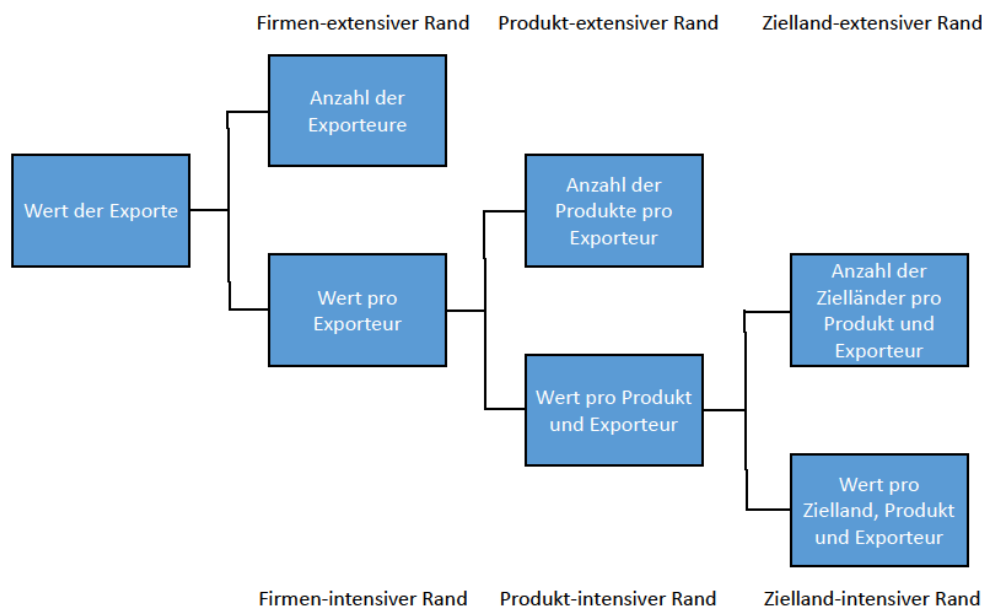 Firmen-extensiver Rand
Produkt-extensiver Rand
Zielland-extensiver Rand
Anzahl der
Exporteure
Wert der Exporte
Anzahl der
Produkte pro
Exporteur
Wert pro
Exporteur
Anzahl der
Zielländer pro
Produkt und
Exporteur
Wert pro Produkt
und Exporteur
Wert pro
Zielland, Produkt
und Exporteur
Firmen-intensiver Rand
Produkt-intensiver Rand
Zielland-intensiver Rand